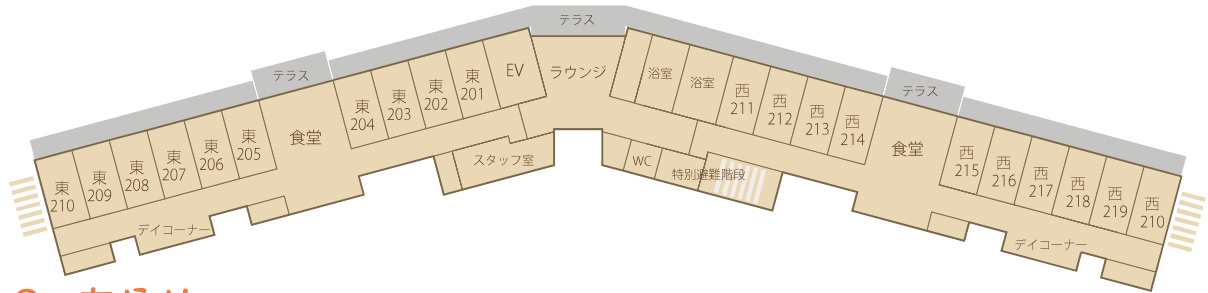 テラス
テラス
テラス
東
210
東
209
東
208
東
207
東
206
東
205
食堂
東
204
東
203
東
202
東
201
EV
ラウンジ
浴室
浴室
西
211
西
212
西
213
西
214
食堂
西
215
西
216
西
217
西
218
西
219
西
210
デイコーナー
スタッフ室
WC
特別避難階段
デイコーナー